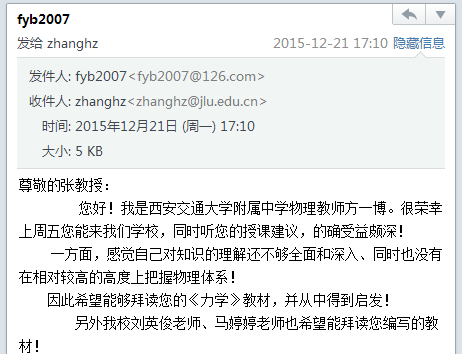 fyb2007
发给 zhanghz 2015-12-21 17:10 隐藏信息
发件人: fyb2007<fyb2007@126.com>
收件人: zhanghz<zhanghz@jlu.edu.cn>
时间: 2015年12月21日 (周一) 17:10
大小: 5 KB
尊敬的张教授：
您好！我是西安交通大学附属中学物理教师方一博。很荣幸
上周五您能来我们学校，同时听您的授课建议，的确受益颇深！
一方面，感觉自己对知识的理解还不够全面和深入、同时也没有
在相对较高的高度上把握物理体系！
因此希望能够拜读您的《力学》教材，并从中得到启发！
另外我校刘英俊老师、马婷婷老师也希望能拜读您编写的教
材！